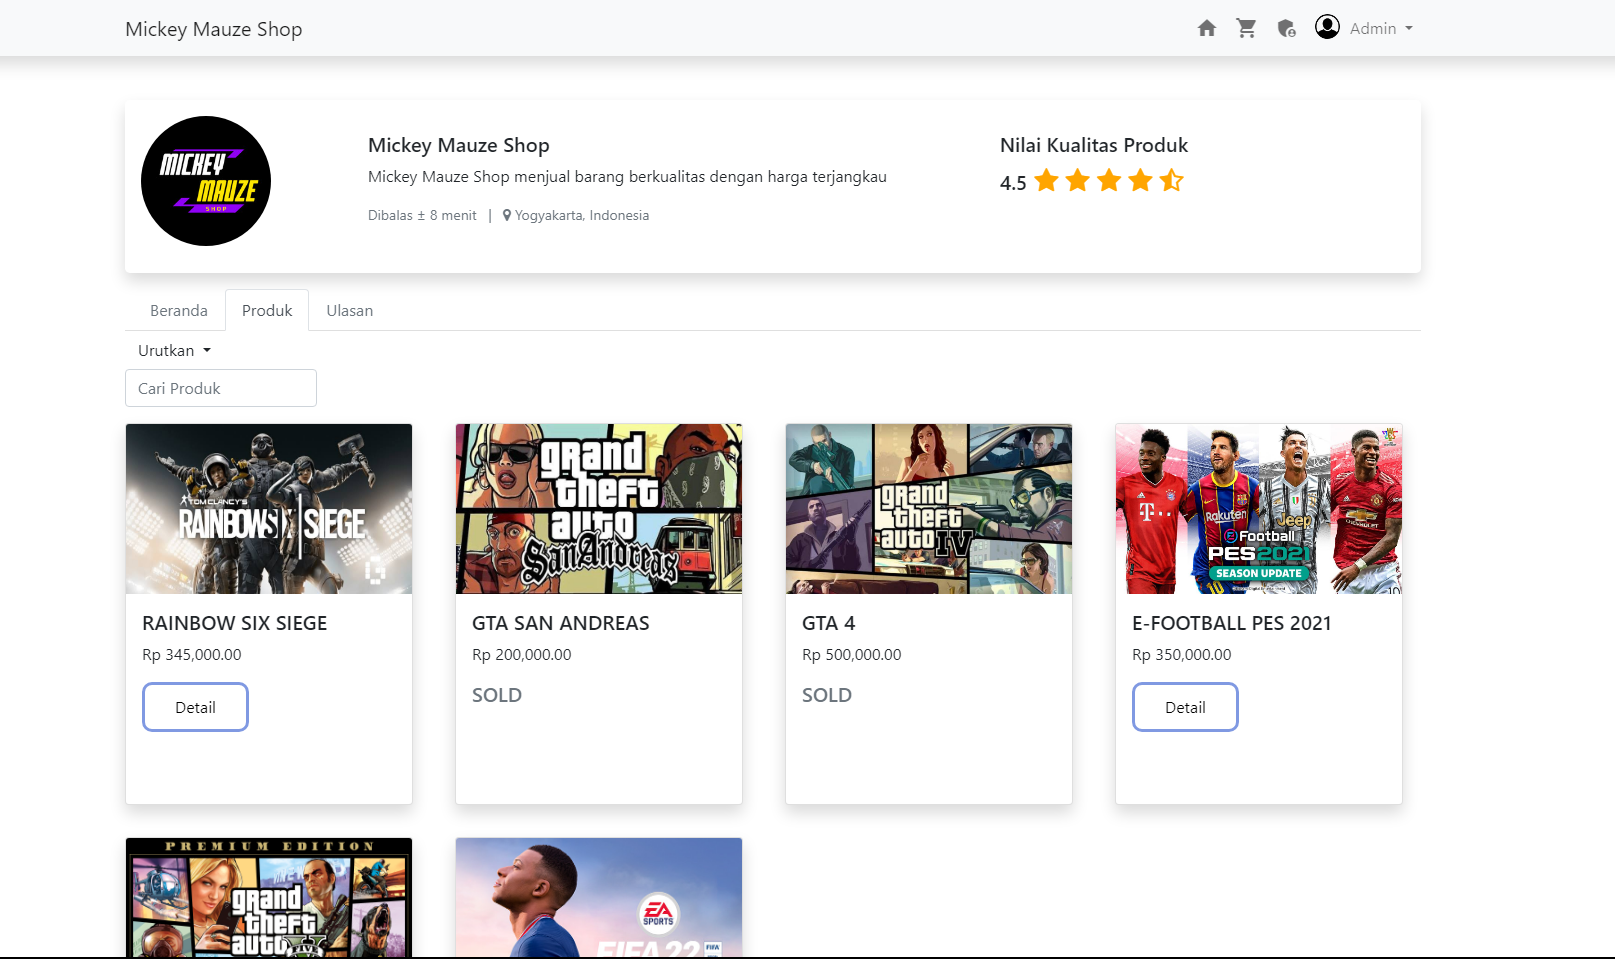 Mickey Mauze Shop
Admin
MICKEY
MAUZE
SHOP
Mickey Mauze Shop
Mickey Mauze Shop menjual barang berkualitas dengan harga terjangkau
Dibalas ± 8 menit | Yogyakarta, Indonesia
Nilai Kualitas Produk
4.5
Beranda
Produk
Ulasan
Urutkan
Cari Produk
TOM CLANCY'S
RAINBOW SIX SIEGE
grand
theft
auto
San Andreas
grand
theft
auto IV
T
Rakuten
Jeep
CHEVROLET
eFootball
PES2021
SEASON UPDATE
10
RAINBOW SIX SIEGE
Rp 345,000.00
Detail
GTA SAN ANDREAS
Rp 200,000.00
SOLD
GTA 4
Rp 500,000.00
SOLD
E-FOOTBALL PES 2021
Rp 350,000.00
Detail
PREMIUM EDITION
grand
theft
auto V
FIVE
EA
SPORTS
FIFA 22
FIFA